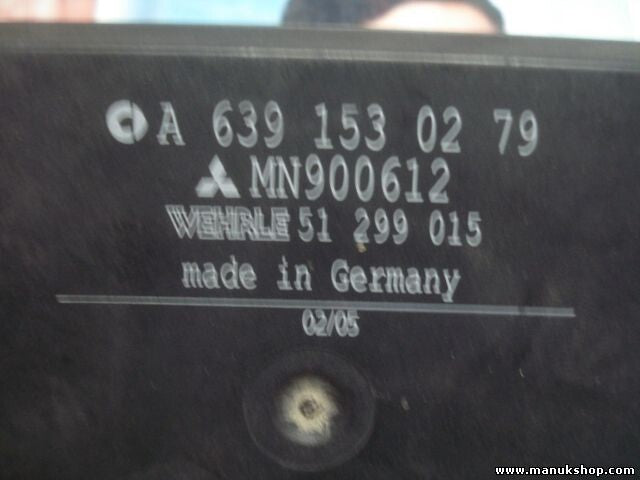 A 639 153 02 79
MN900612
WEHRLE 51 299 015
made in Germany
02/05
www.manukshop.com